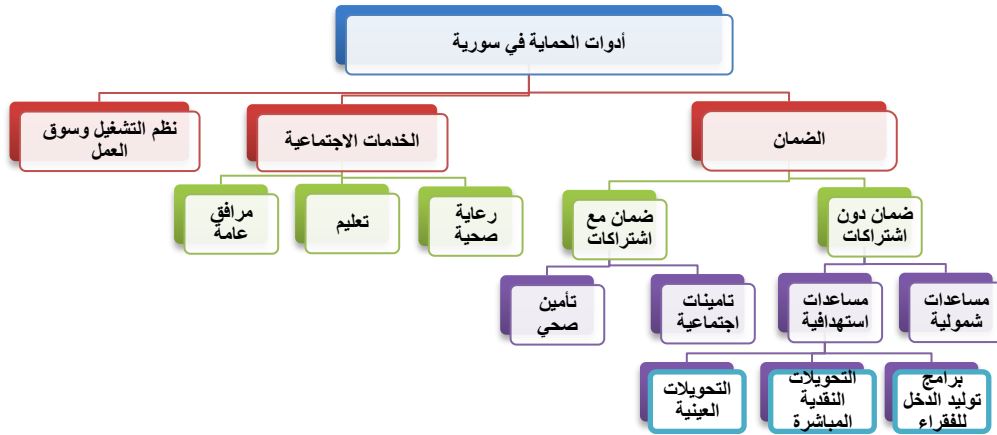 أدوات الحماية في سورية
الضمان
الخدمات الاجتماعية
نظم التشغيل وسوق
العمل
ضمان دون
اشتراكات
ضمان مع
اشتراكات
رعاية
صحية
تعليم
مرافق
عامة
مساعدات
شمولية
مساعدات
استهدافية
تامينات
اجتماعية
تأمين
صحي
برامج
توليد الدخل
للفقراء
التحويلات
النقدية
المباشرة
التحويلات
العينية